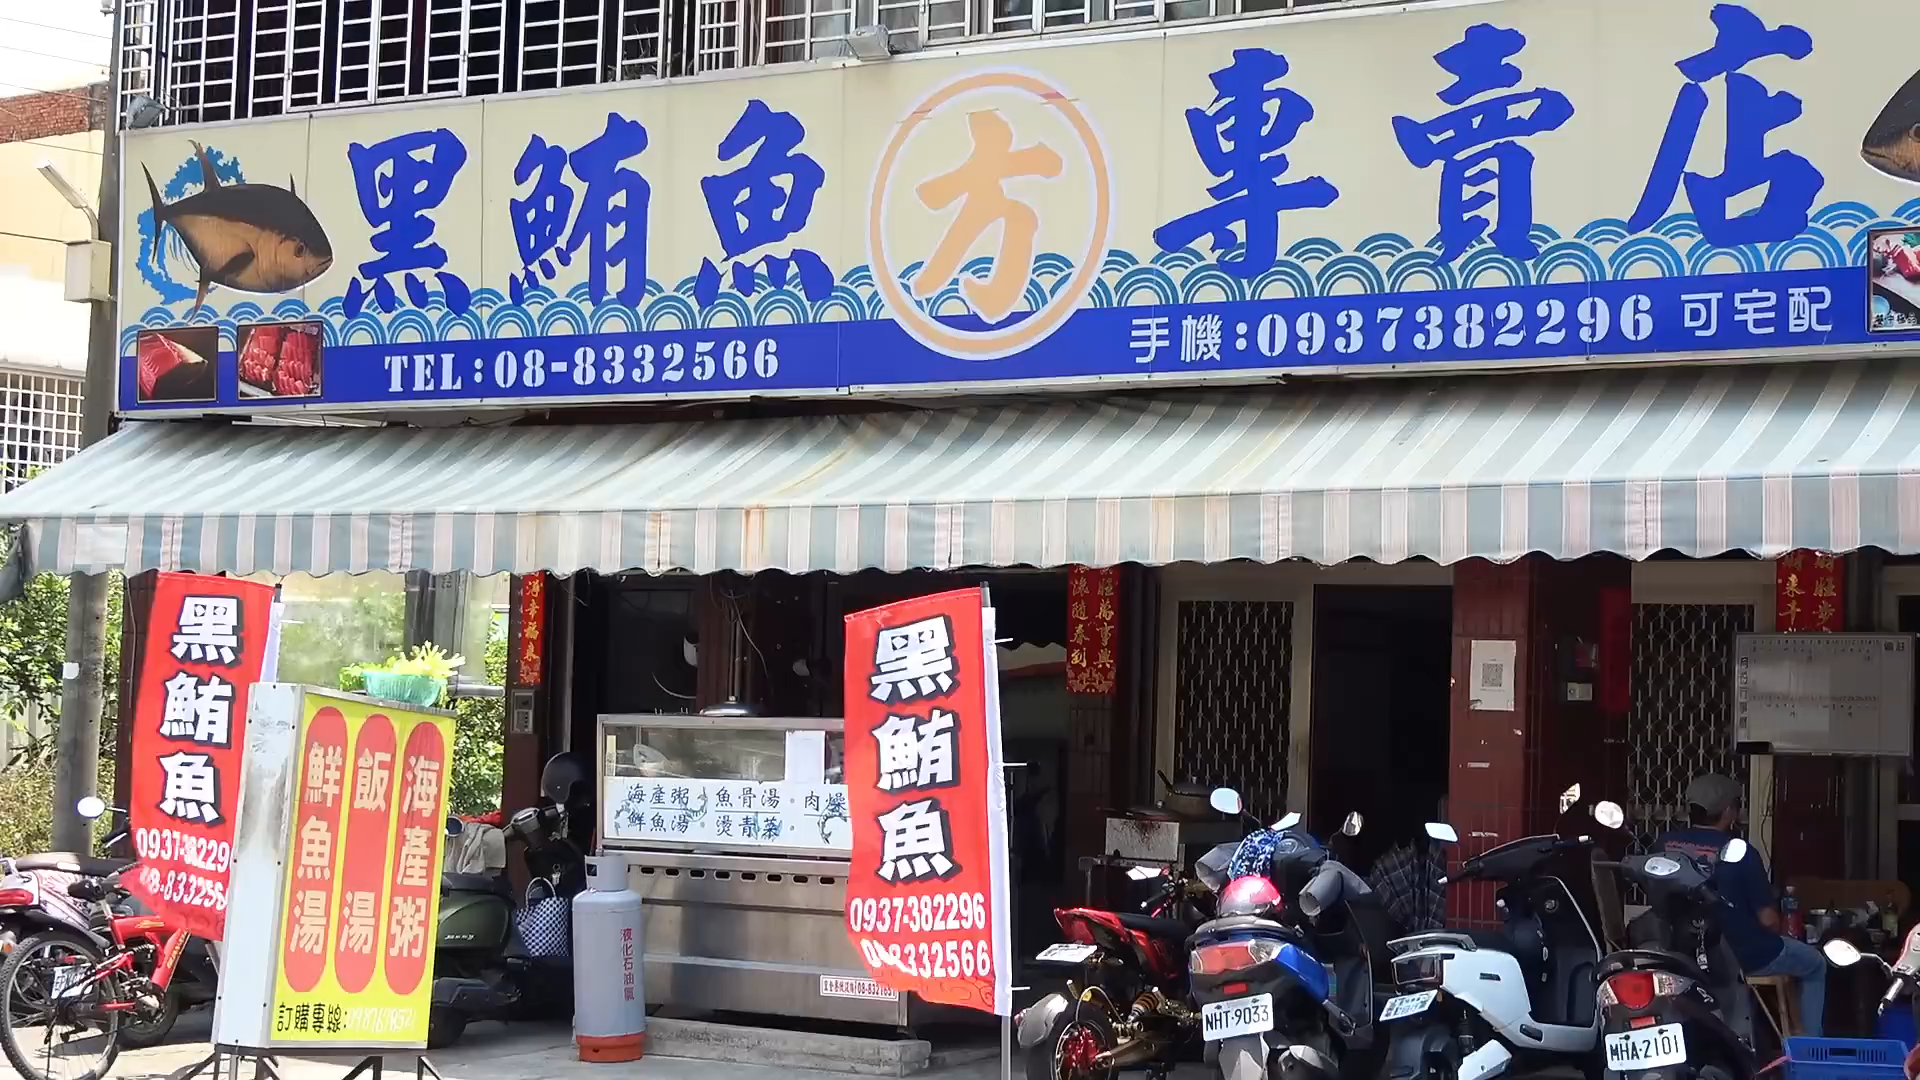 黑鮪魚 方 專賣店
TEL:08-8332566
手機:0937382296 可宅配
黑鮪魚
0937-38229
8-833256
鮮魚湯
飯湯
海產粥
訂購專線:
海產粥 魚骨湯 肉燥
鮮魚湯 燙青菜
液化石油氣
黑鮪魚
0937-382296
08-8332566
春到
NHT-9033
MHA-2101